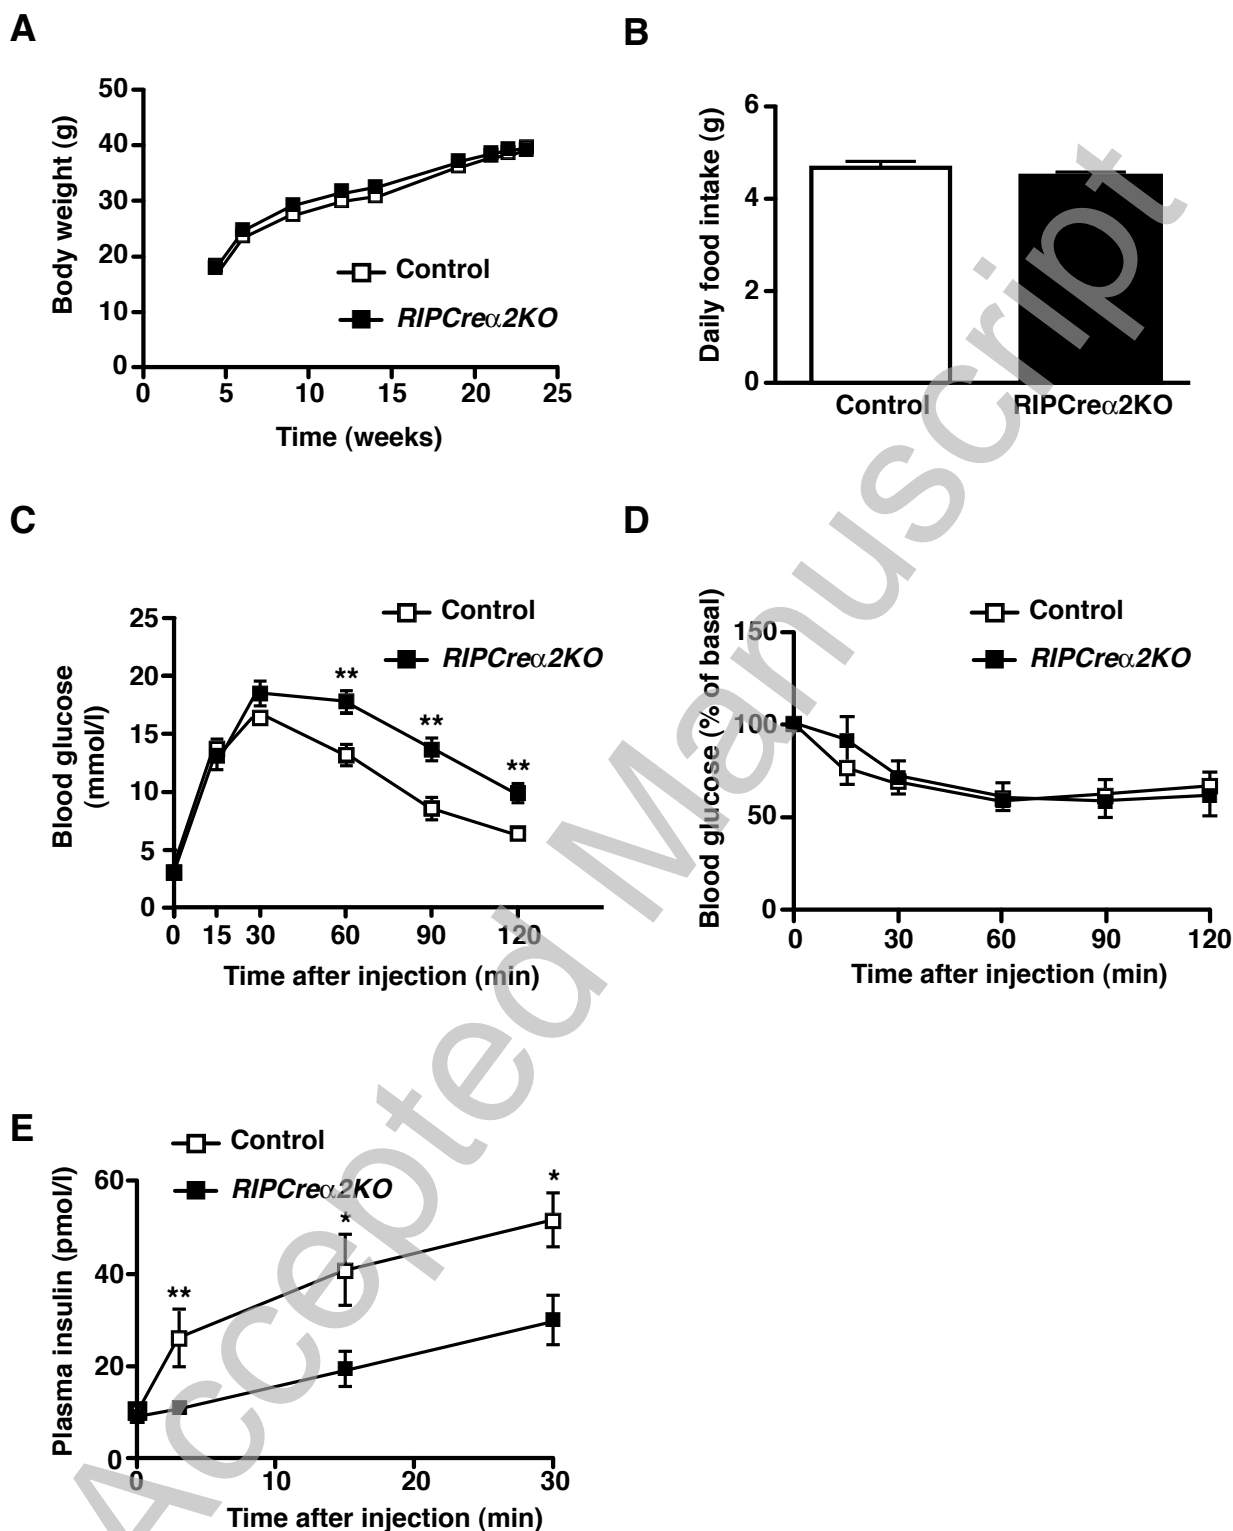 A
50
40
30
20
10
0
Body weight (g)
Control
RIPCreα2KO
0 5 10 15 20 25
Time (weeks)
B
6
4
2
0
Daily food intake (g)
Control RIPCreα2KO
C
Control
RIPCreα2KO
25
20
15
10
5
0
Blood glucose
(mmol/l)
**
**
**
0 15 30 60 90 120
Time after injection (min)
D
Control
RIPCreα2KO
150
100
50
0
Blood glucose (% of basal)
0 30 60 90 120
Time after injection (min)
E
Control
RIPCreα2KO
60
40
20
0
Plasma insulin (pmol/l)
**
*
*
0 10 20 30
Time after injection (min)
Accepted Manuscript